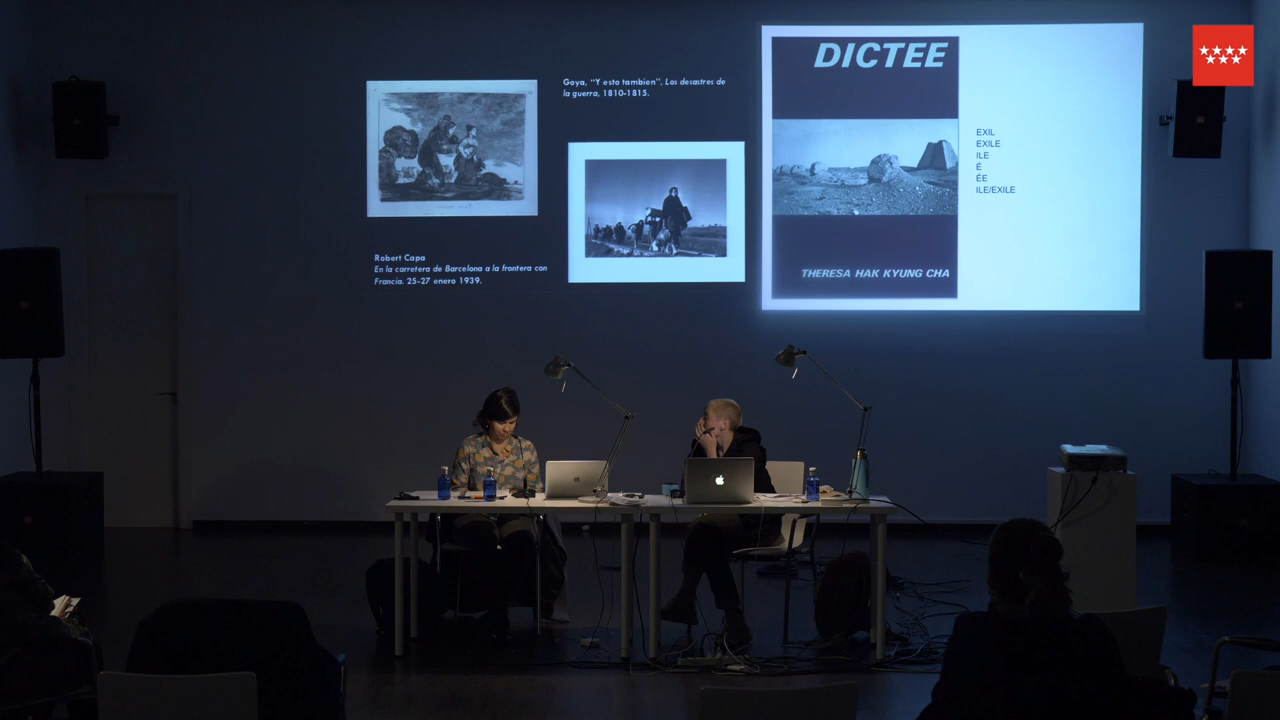 Goya, “Y esto tambien”, Los desastres de
la guerra, 1810-1815.
Robert Capa
En la carretera de Barcelona a la frontera con
Francia. 25-27 enero 1939.
DICTEE
THERESA HAK KYUNG CHA
EXIL
EXILE
ILE
É
ÉE
ILE/EXILE